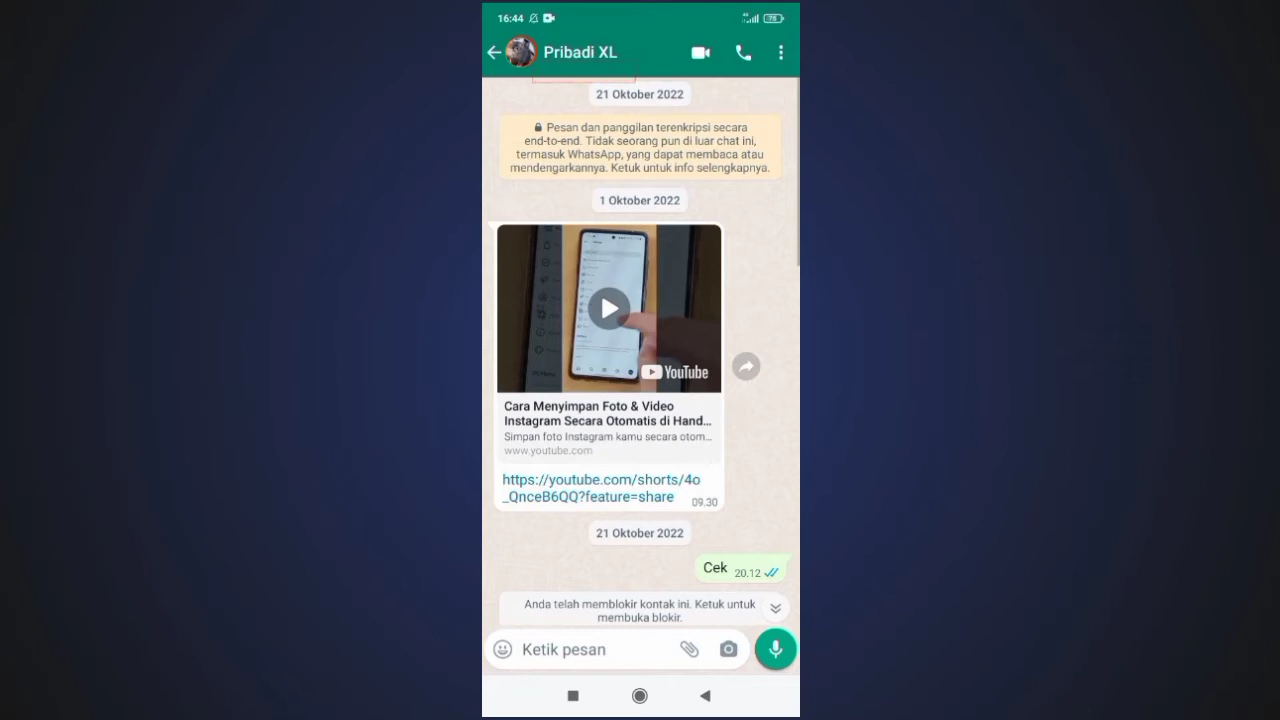 16:44
78
Pribadi XL
21 Oktober 2022
Pesan dan panggilan terenkripsi secara
end-to-end. Tidak seorang pun di luar chat ini,
termasuk WhatsApp, yang dapat membaca atau
mendengarkannya. Ketuk untuk info selengkapnya.
1 Oktober 2022
YouTube
Cara Menyimpan Foto & Video
Instagram Secara Otomatis di Hand…
Simpan foto Instagram kamu secara otom…
www.youtube.com
https://youtube.com/shorts/4o
_QnceB6QQ?feature=share
09.30
21 Oktober 2022
Cek 20.12
Anda telah memblokir kontak ini. Ketuk untuk
membuka blokir.
Ketik pesan